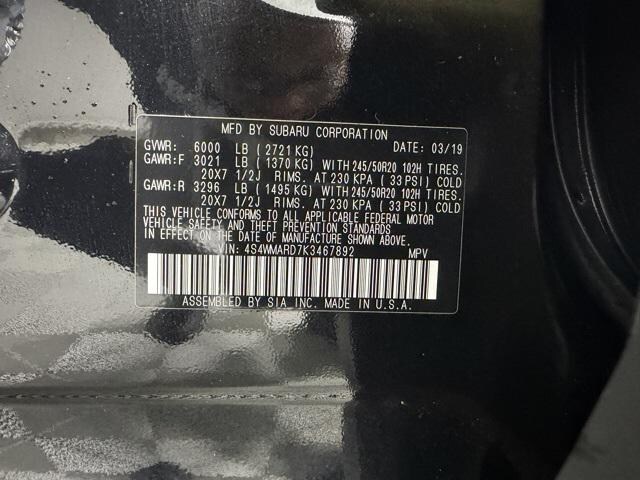 MFD BY SUBARU CORPORATION DATE: 03/19
GVWR: 6000 LB ( 2721 KG)
GAWR:F 3021 LB ( 1370 KG) WITH 245/50R20 102H TIRES.
20X7 1/2J RIMS. AT 230 KPA ( 33 PSI) COLD
GAWR:R 3296 LB ( 1495 KG) WITH 245/50R20 102H TIRES.
20X7 1/2J RIMS. AT 230 KPA ( 33 PSI) COLD
THIS VEHICLE CONFORMS TO ALL APPLICABLE FEDERAL MOTOR
VEHICLE SAFETY AND THEFT PREVENTION STANDARDS
IN EFFECT ON THE DATE OF MANUFACTURE SHOWN ABOVE.
VIN: 4S4WMARD7K3467892 MPV
ASSEMBLED BY SIA INC. MADE IN U.S.A.